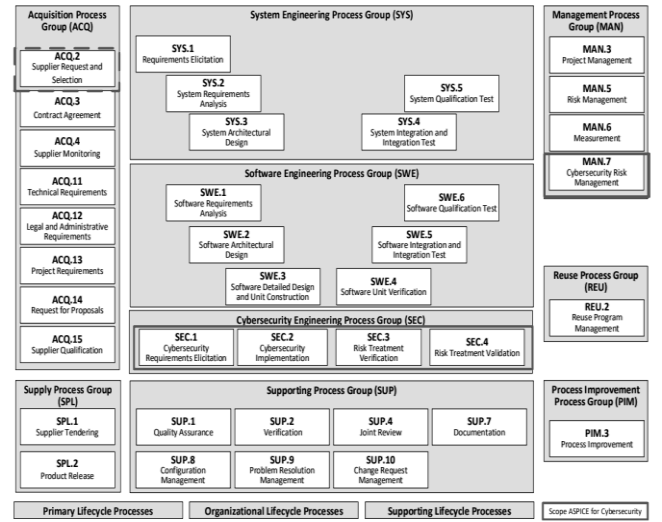 Acquisition Process
Group (ACQ)
ACQ.2
Supplier Request and
Selection
ACQ.3
Contract Agreement
ACQ.4
Supplier Monitoring
ACQ.11
Technical Requirements
ACQ.12
Legal and Administrative
Requirements
ACQ.13
Project Requirements
ACQ.14
Request for Proposals
ACQ.15
Supplier Qualification
System Engineering Process Group (SYS)
SYS.1
Requirements Elicitation
SYS.2
System Requirements
Analysis
SYS.3
System Architectural
Design
SYS.5
System Qualification Test
SYS.4
System Integration and
Integration Test
Software Engineering Process Group (SWE)
SWE.1
Software Requirements
Analysis
SWE.2
Software Architectural
Design
SWE.3
Software Detailed Design
and Unit Construction
SWE.6
Software Qualification Test
SWE.5
Software Integration and
Integration Test
SWE.4
Software Unit Verification
Cybersecurity Engineering Process Group (SEC)
SEC.1
Cybersecurity
Requirements Elicitation
SEC.2
Cybersecurity
Implementation
SEC.3
Risk Treatment
Verification
SEC.4
Risk Treatment Validation
Management Process
Group (MAN)
MAN.3
Project Management
MAN.5
Risk Management
MAN.6
Measurement
MAN.7
Cybersecurity Risk
Management
Reuse Process Group
(REU)
REU.2
Reuse Program
Management
Supply Process Group
(SPL)
SPL.1
Supplier Tendering
SPL.2
Product Release
Supporting Process Group (SUP)
SUP.1
Quality Assurance
SUP.2
Verification
SUP.4
Joint Review
SUP.7
Documentation
SUP.8
Configuration
Management
SUP.9
Problem Resolution
Management
SUP.10
Change Request
Management
Process Improvement
Process Group (PIM)
PIM.3
Process Improvement
Primary Lifecycle Processes
Organizational Lifecycle Processes
Supporting Lifecycle Processes
Scope ASPICE for Cybersecurity